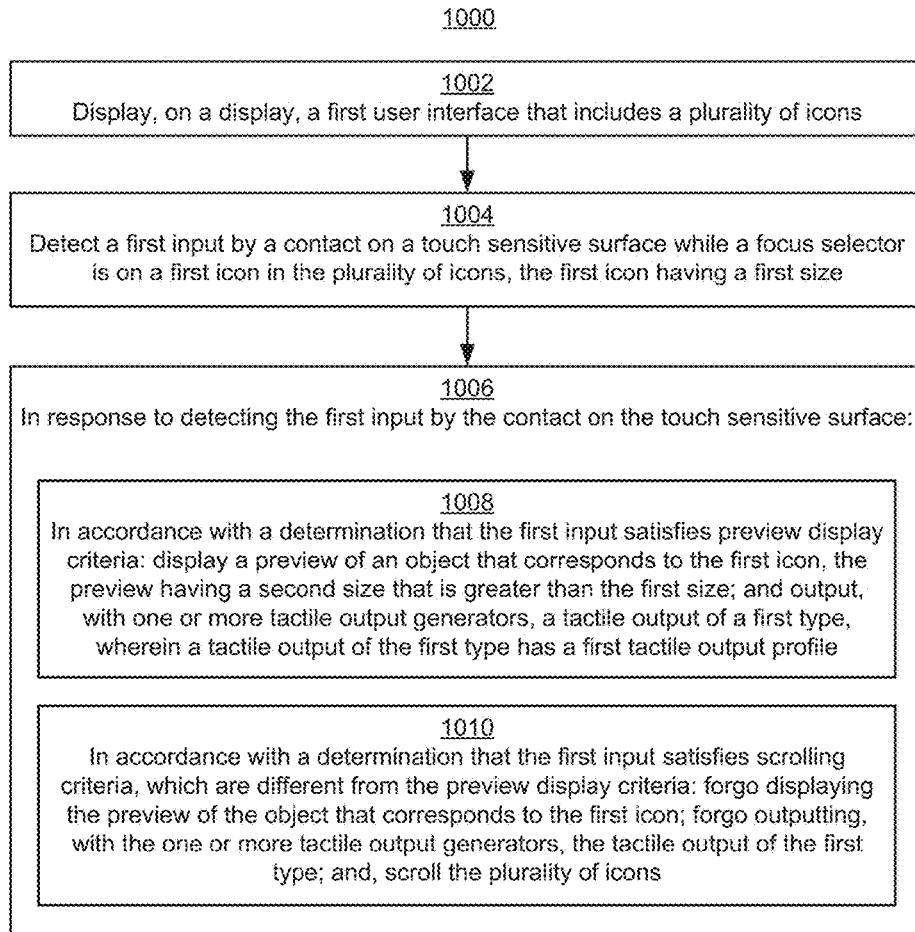 1000
1002
Display, on a display, a first user interface that includes a plurality of icons
1004
Detect a first input by a contact on a touch sensitive surface while a focus selector
is on a first icon in the plurality of icons, the first icon having a first size
1006
In response to detecting the first input by the contact on the touch sensitive surface:
1008
In accordance with a determination that the first input satisfies preview display
criteria: display a preview of an object that corresponds to the first icon, the
preview having a second size that is greater than the first size; and output,
with one or more tactile output generators, a tactile output of a first type,
wherein a tactile output of the first type has a first tactile output profile
1010
In accordance with a determination that the first input satisfies scrolling
criteria, which are different from the preview display criteria: forgo displaying
the preview of the object that corresponds to the first icon; forgo outputting,
with the one or more tactile output generators, the tactile output of the first
type; and, scroll the plurality of icons